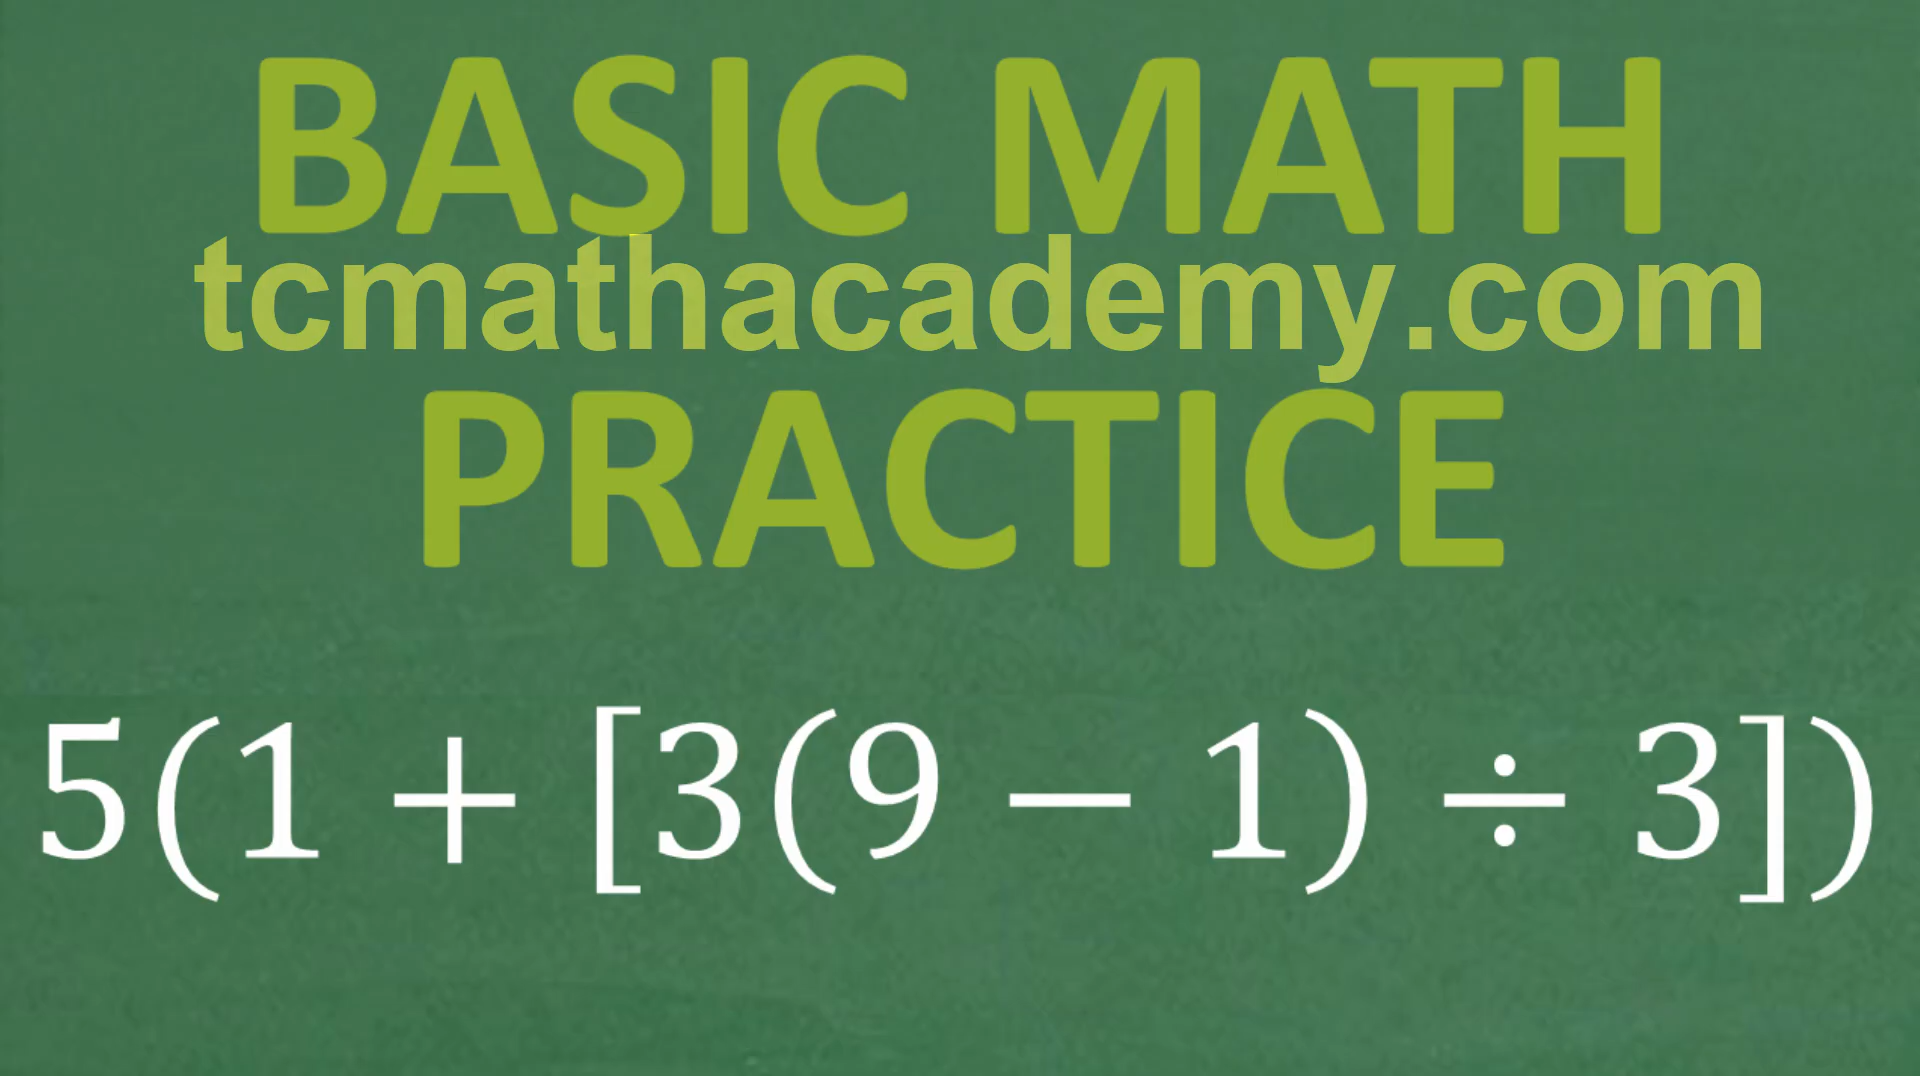 BASIC MATH
tcmathacademy.com
PRACTICE
5(1 + [3(9 − 1) ÷ 3])